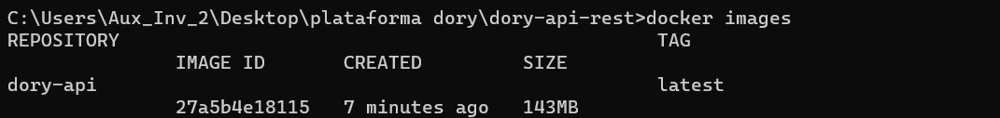 C:\Users\Aux_Inv_2\Desktop\plataforma dory\dory-api-rest>docker images
REPOSITORY TAG
IMAGE ID CREATED SIZE
dory-api latest
27a5b4e18115 7 minutes ago 143MB